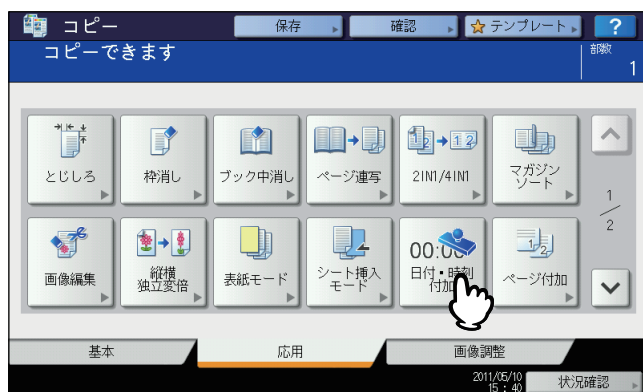 コピー
保存
確認
テンプレート
?
コピーできます
部数
1
とじしろ
枠消し
ブック中消し
ページ連写
1 2
2IN1/4IN1
マガジン
ソート
画像編集
縦横
独立変倍
表紙モード
シート挿入
モード
00:00
日付・時刻
付加
1 2
ページ付加
1
2
基本
応用
画像調整
2011/05/10
15 : 40
状況確認